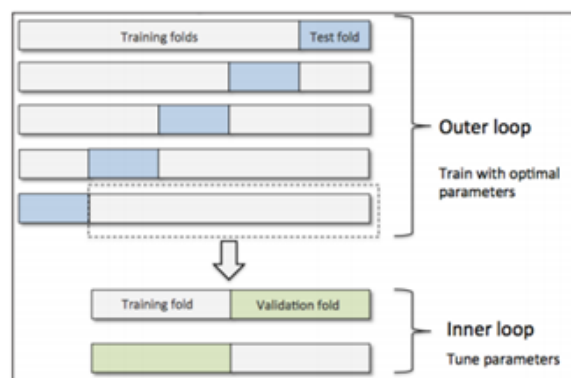 Training folds
Test fold
Outer loop
Train with optimal
parameters
Training fold
Validation fold
Inner loop
Tune parameters